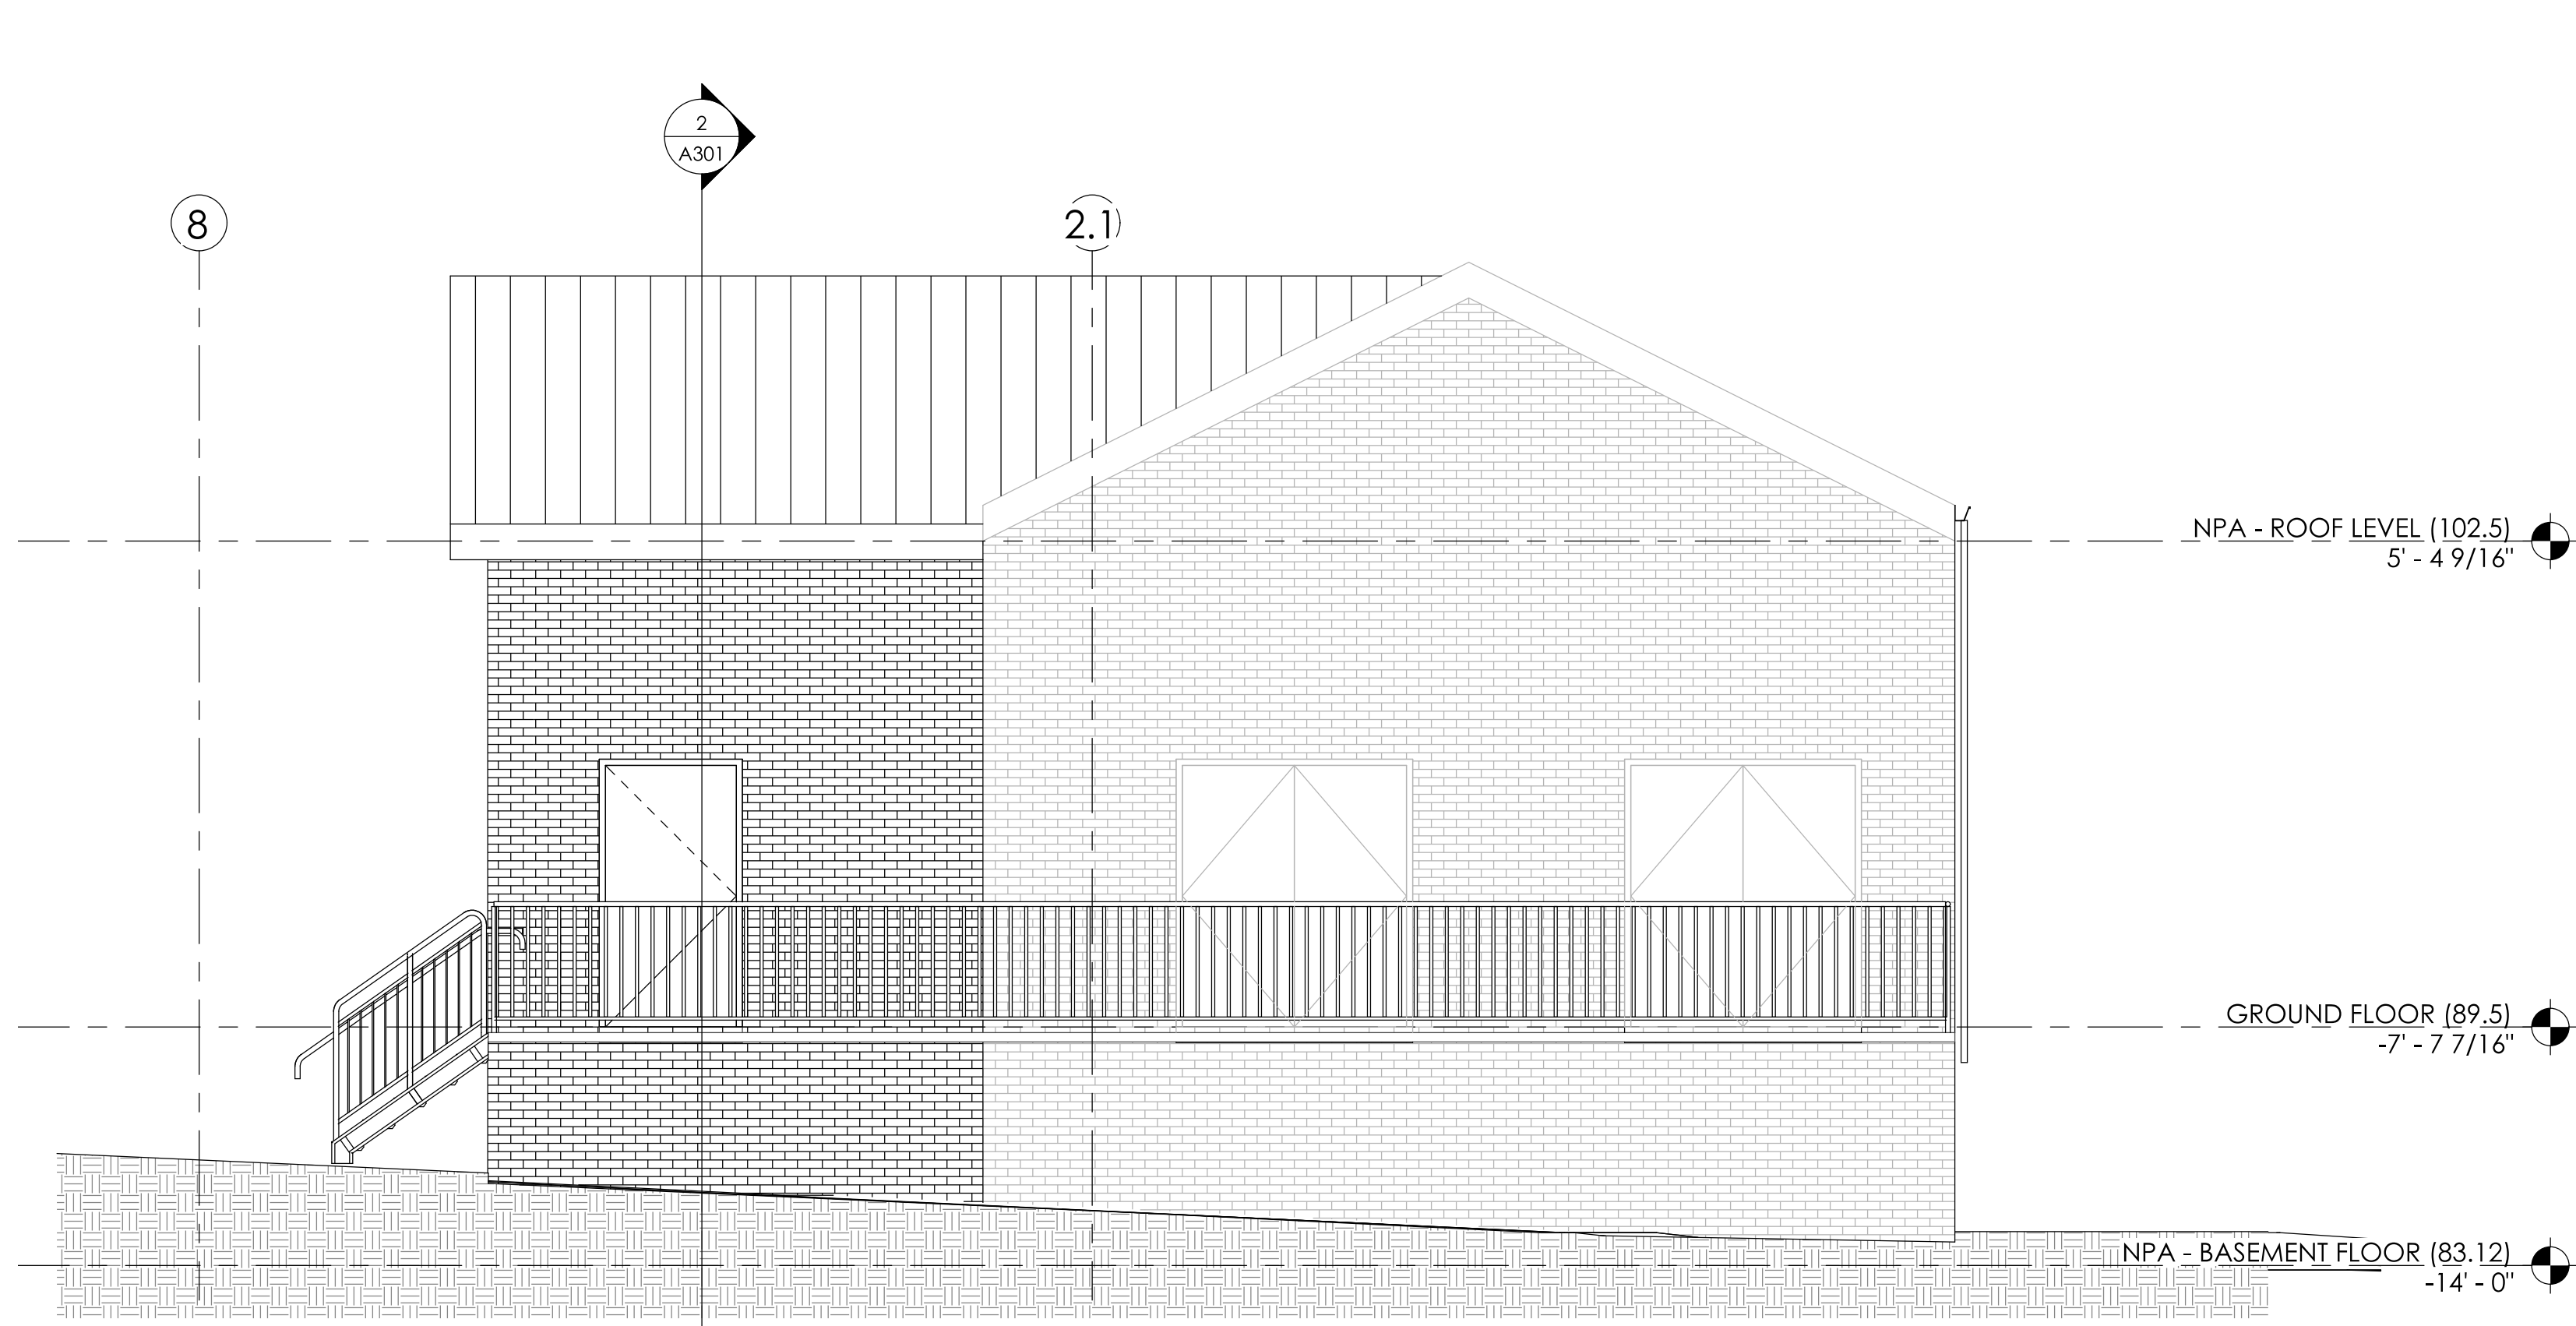 2
A301
8
2.1
NPA - ROOF LEVEL (102.5)
5' - 4 9/16"
GROUND FLOOR (89.5)
-7' - 7 7/16"
NPA - BASEMENT FLOOR (83.12)
-14' - 0"